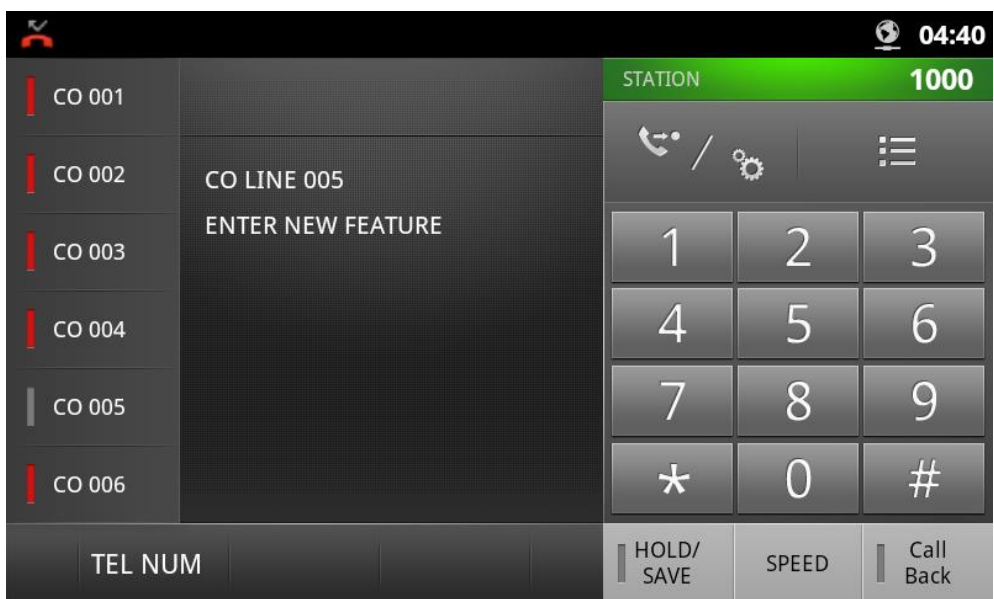 04:40
CO 001
CO 002
CO 003
CO 004
CO 005
CO 006
CO LINE 005
ENTER NEW FEATURE
STATION 1000
1 2 3
4 5 6
7 8 9
* 0 #
TEL NUM
HOLD/
SAVE
SPEED
Call
Back